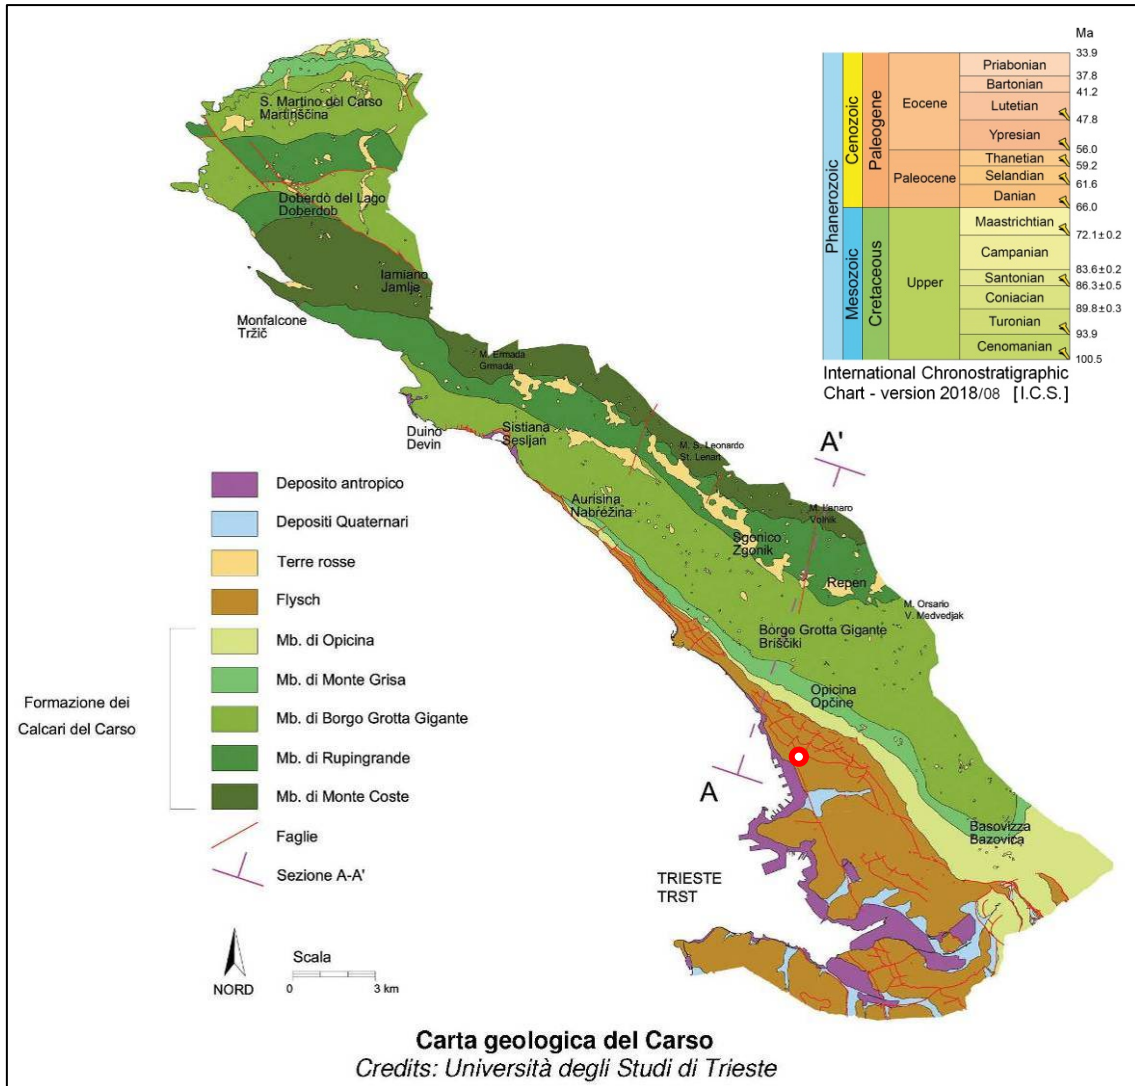 S. Martino del Carso
Martinščina
Doberdò del Lago
Doberdob
Iamiano
Jamlje
Monfalcone
Tržič
M. Ermada
Grmada
Duino
Devin
Sistiana
Sesljan
M. S. Leonardo
St. Lenart
A'
Aurisina
Nabrežina
M. Lanaro
Volnik
Sgonico
Zgonik
Repen
M. Orsario
V. Medvedjak
Borgo Grotta Gigante
Briščiki
Opicina
Opčine
A
Basovizza
Bazovica
TRIESTE
TRST
Ma
Phanerozoic
Cenozoic
Mesozoic
Paleogene
Cretaceous
Eocene
Paleocene
Upper
Priabonian
Bartonian
Lutetian
Ypresian
Thanetian
Selandian
Danian
Maastrichtian
Campanian
Santonian
Coniacian
Turonian
Cenomanian
33.9
37.8
41.2
47.8
56.0
59.2
61.6
66.0
72.1±0.2
83.6±0.2
86.3±0.5
89.8±0.3
93.9
100.5
International Chronostratigraphic
Chart - version 2018/08 [I.C.S.]
Deposito antropico
Depositi Quaternari
Terre rosse
Flysch
Formazione dei
Calcari del Carso
Mb. di Opicina
Mb. di Monte Grisa
Mb. di Borgo Grotta Gigante
Mb. di Rupingrande
Mb. di Monte Coste
Faglie
Sezione A-A'
NORD
Scala
0 3 km
Carta geologica del Carso
Credits: Università degli Studi di Trieste